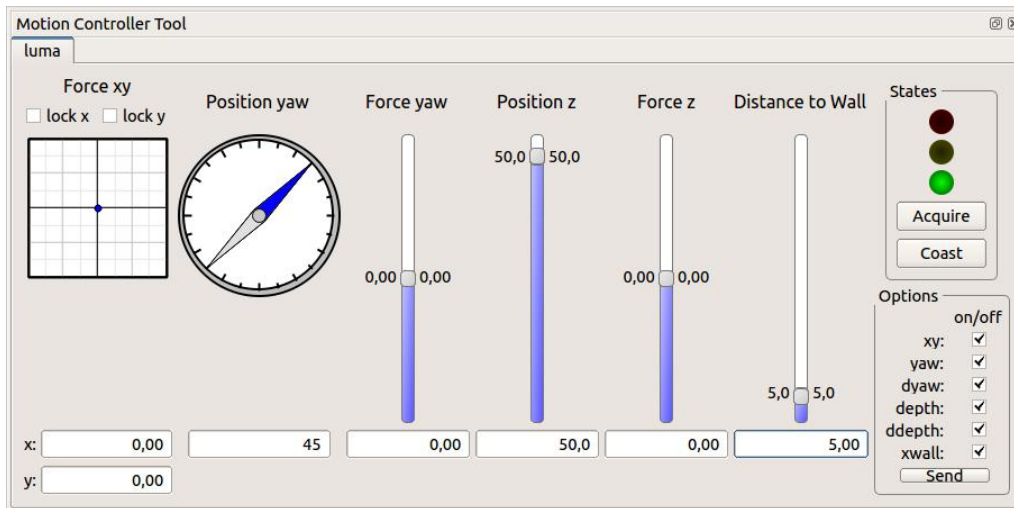 Motion Controller Tool
luma
Force xy
lock x lock y
Position yaw
Force yaw
Position z
Force z
Distance to Wall
50,0 50,0
0,00 0,00
0,00 0,00
5,0 5,0
x: 0,00 45 0,00 50,0 0,00 5,00
y: 0,00
States
Acquire
Coast
Options
on/off
xy:
yaw:
dyaw:
depth:
ddepth:
xwall:
Send